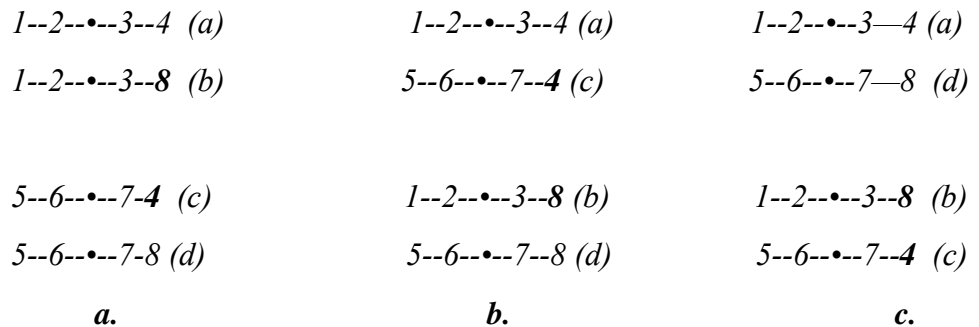 1--2--•--3--4 (a) 1--2--•--3--4 (a) 1--2--•--3—4 (a)
1--2--•--3--8 (b) 5--6--•--7--4 (c) 5--6--•--7—8 (d)
5--6--•--7-4 (c) 1--2--•--3--8 (b) 1--2--•--3--8 (b)
5--6--•--7-8 (d) 5--6--•--7--8 (d) 5--6--•--7--4 (c)
a. b. c.